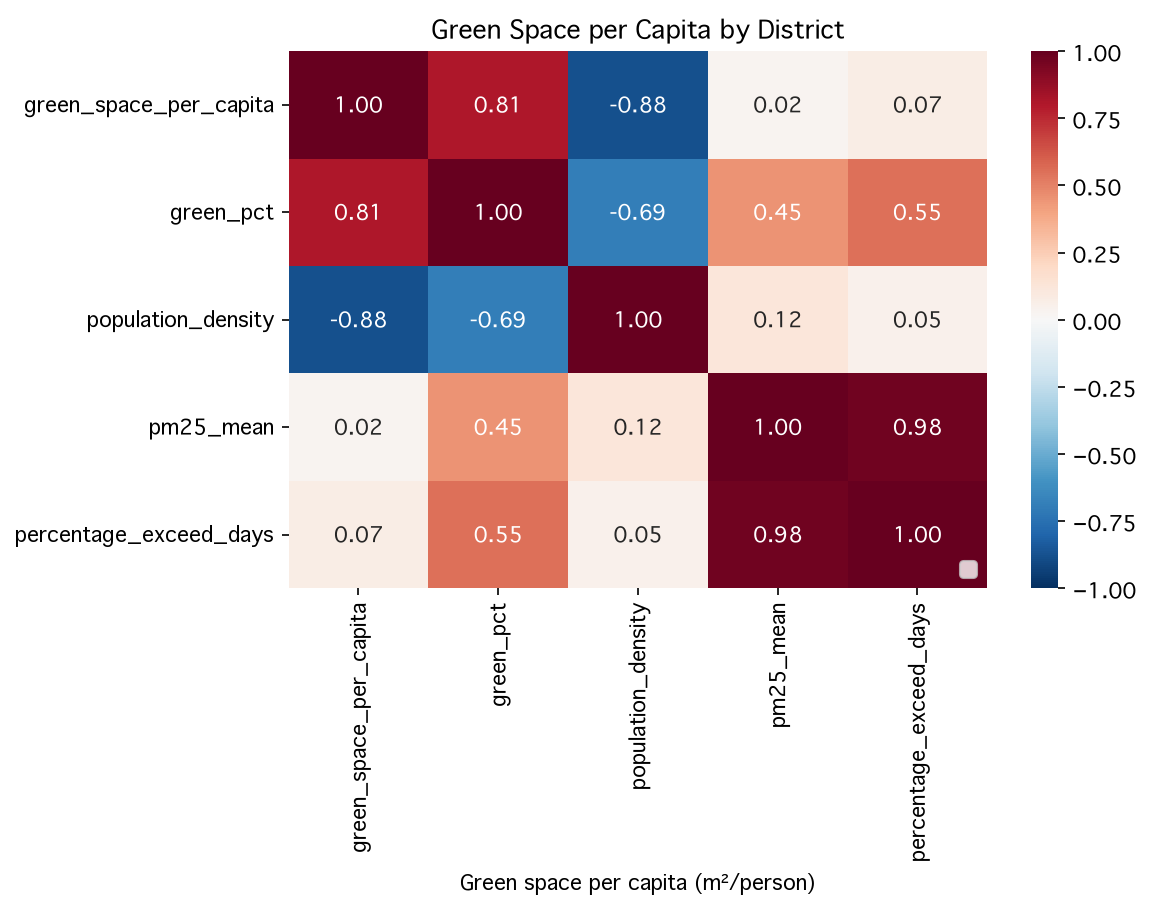 Green Space per Capita by District
green_space_per_capita 1.00 0.81 -0.88 0.02 0.07
green_pct 0.81 1.00 -0.69 0.45 0.55
population_density -0.88 -0.69 1.00 0.12 0.05
pm25_mean 0.02 0.45 0.12 1.00 0.98
percentage_exceed_days 0.07 0.55 0.05 0.98 1.00
green_space_per_capita
green_pct
population_density
pm25_mean
percentage_exceed_days
Green space per capita (m²/person)
1.00
0.75
0.50
0.25
0.00
−0.25
−0.50
−0.75
−1.00